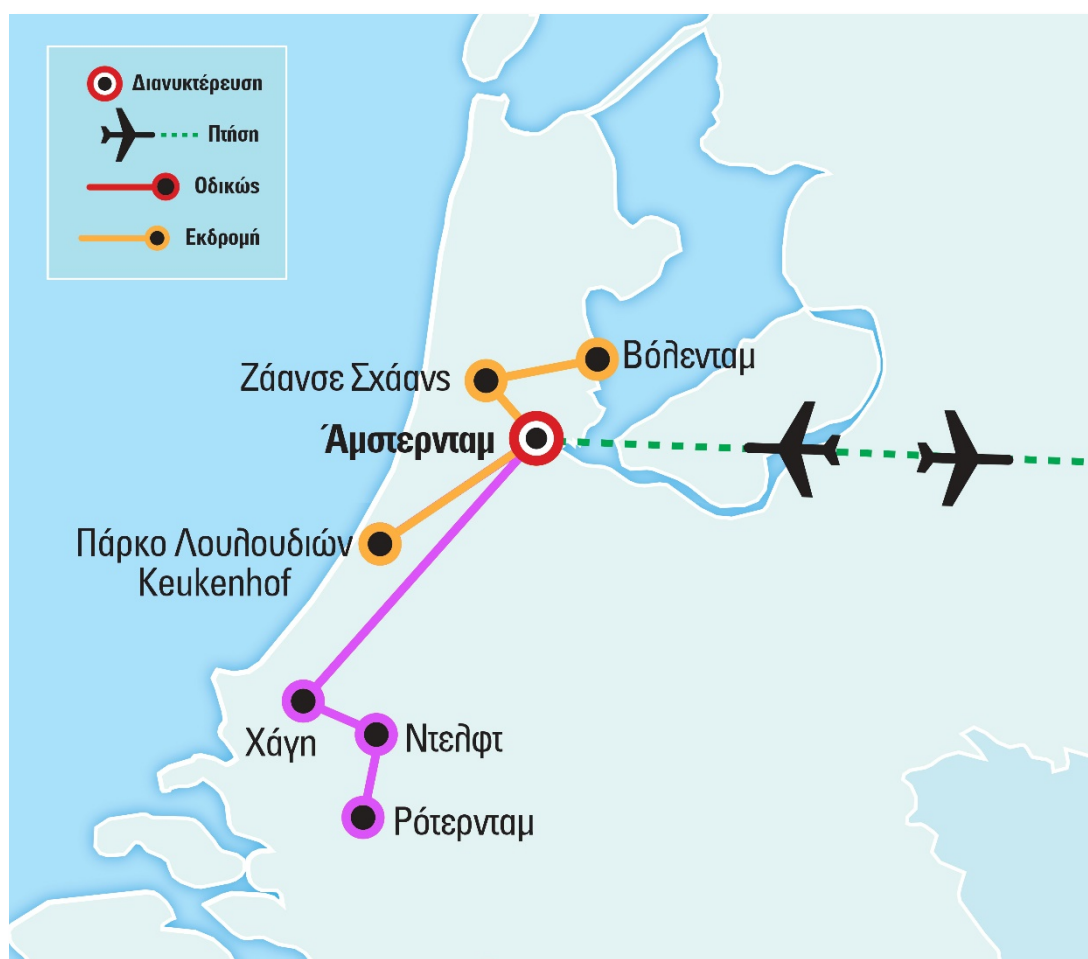 Διανυκτέρευση
Πτήση
Οδικώς
Εκδρομή
Βόλενταμ
Ζάανσε Σχάανς
Άμστερνταμ
Πάρκο Λουλουδιών
Keukenhof
Χάγη
Ντελφτ
Ρότερνταμ